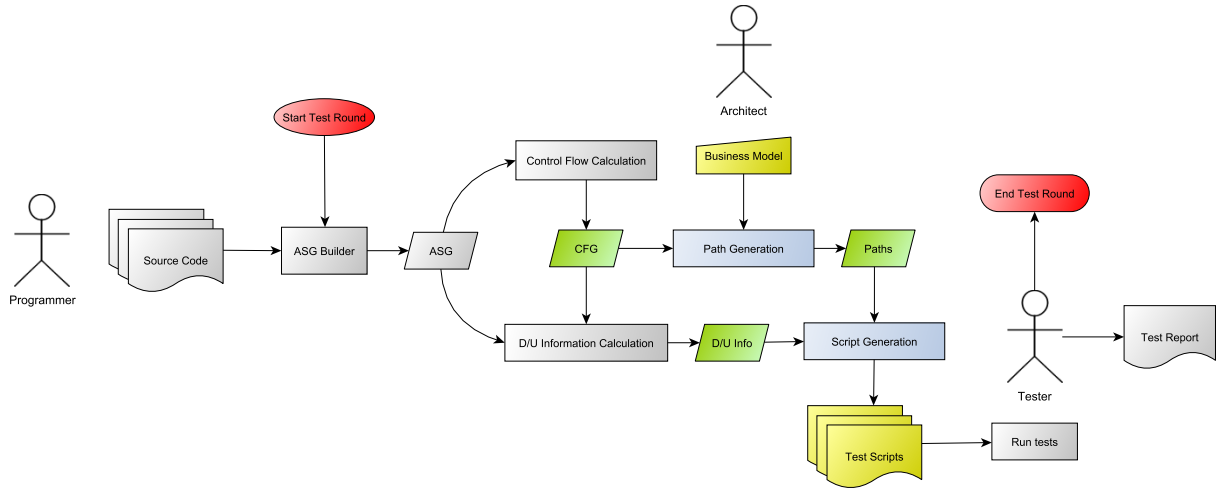 Architect
Start Test Round
Control Flow Calculation
Business Model
End Test Round
Programmer
Source Code
ASG Builder
ASG
CFG
Path Generation
Paths
D/U Information Calculation
D/U Info
Script Generation
Tester
Test Report
Test Scripts
Run tests